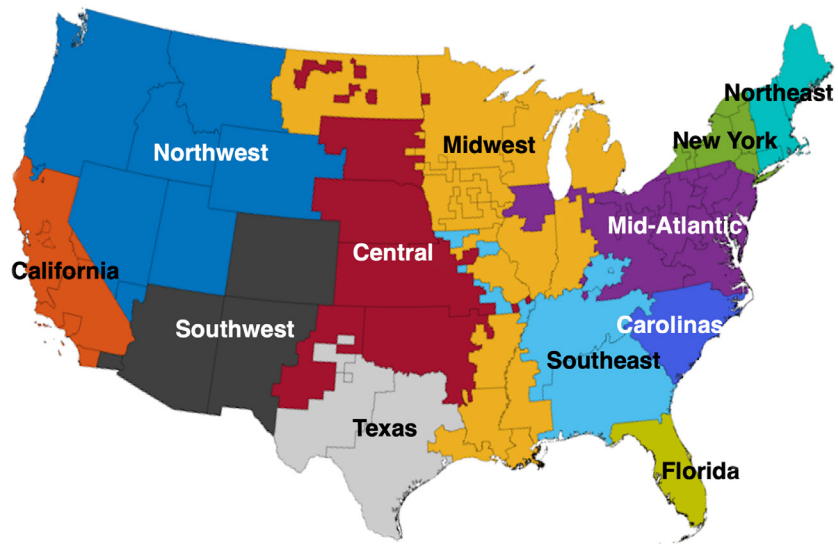 Northeast
New York
Midwest
Northwest
Mid-Atlantic
Central
California
Southwest
Carolinas
Southeast
Texas
Florida